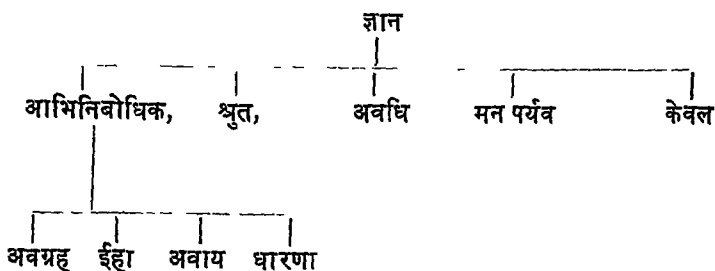 ज्ञान
आभिनिबोधिक, श्रुत, अवधि मन पर्यव केवल
अवग्रह ईहा अवाय धारणा